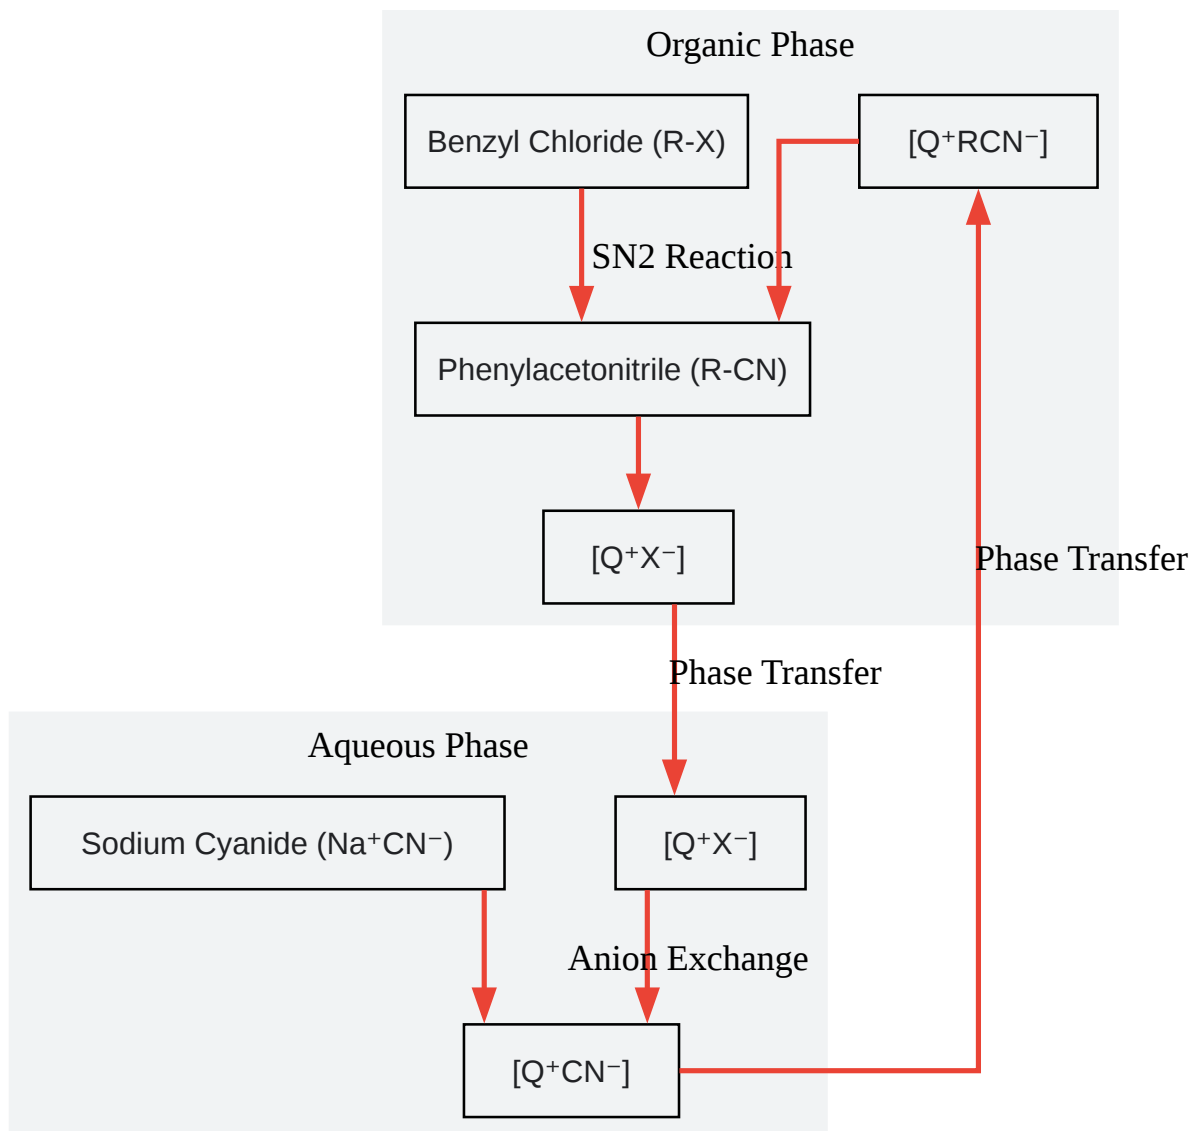 Organic Phase
Benzyl Chloride (R-X)
[Q⁺RCN⁻]
SN2 Reaction
Phenylacetonitrile (R-CN)
[Q⁺X⁻]
Phase Transfer
Phase Transfer
Aqueous Phase
Sodium Cyanide (Na⁺CN⁻)
[Q⁺X⁻]
Anion Exchange
[Q⁺CN⁻]